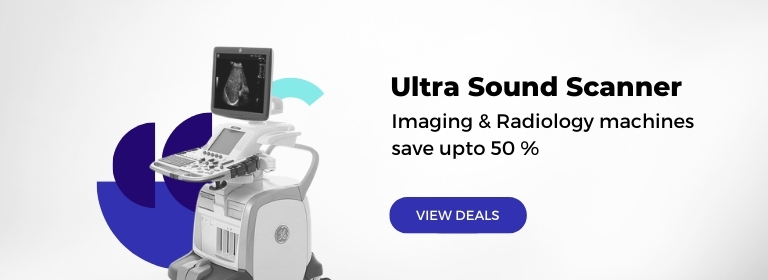 Ultra Sound Scanner
Imaging & Radiology machines
save upto 50 %
VIEW DEALS